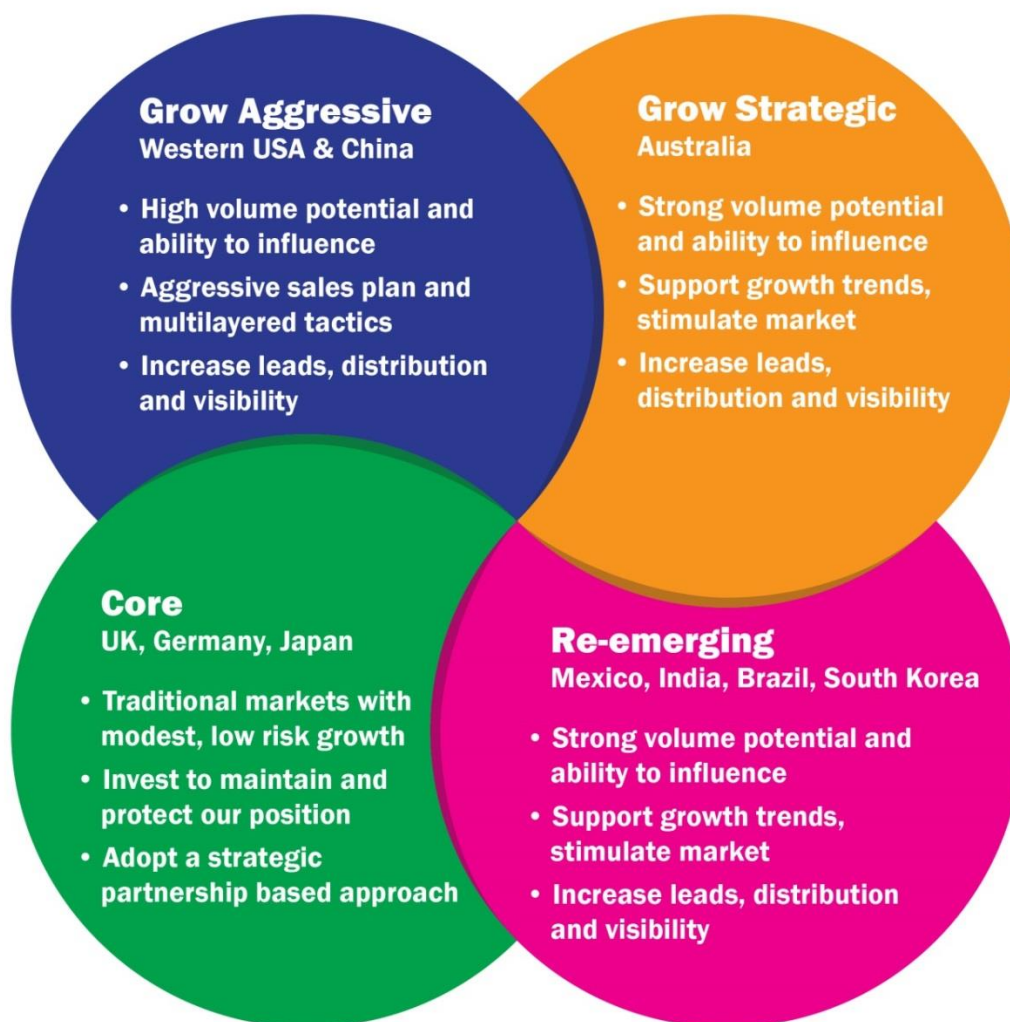 Grow Aggressive
Western USA & China
• High volume potential and
ability to influence
• Aggressive sales plan and
multilayered tactics
• Increase leads, distribution
and visibility
Grow Strategic
Australia
• Strong volume potential
and ability to influence
• Support growth trends,
stimulate market
• Increase leads,
distribution and visibility
Core
UK, Germany, Japan
• Traditional markets with
modest, low risk growth
• Invest to maintain and
protect our position
• Adopt a strategic
partnership based approach
Re-emerging
Mexico, India, Brazil, South Korea
• Strong volume potential and
ability to influence
• Support growth trends,
stimulate market
• Increase leads, distribution
and visibility